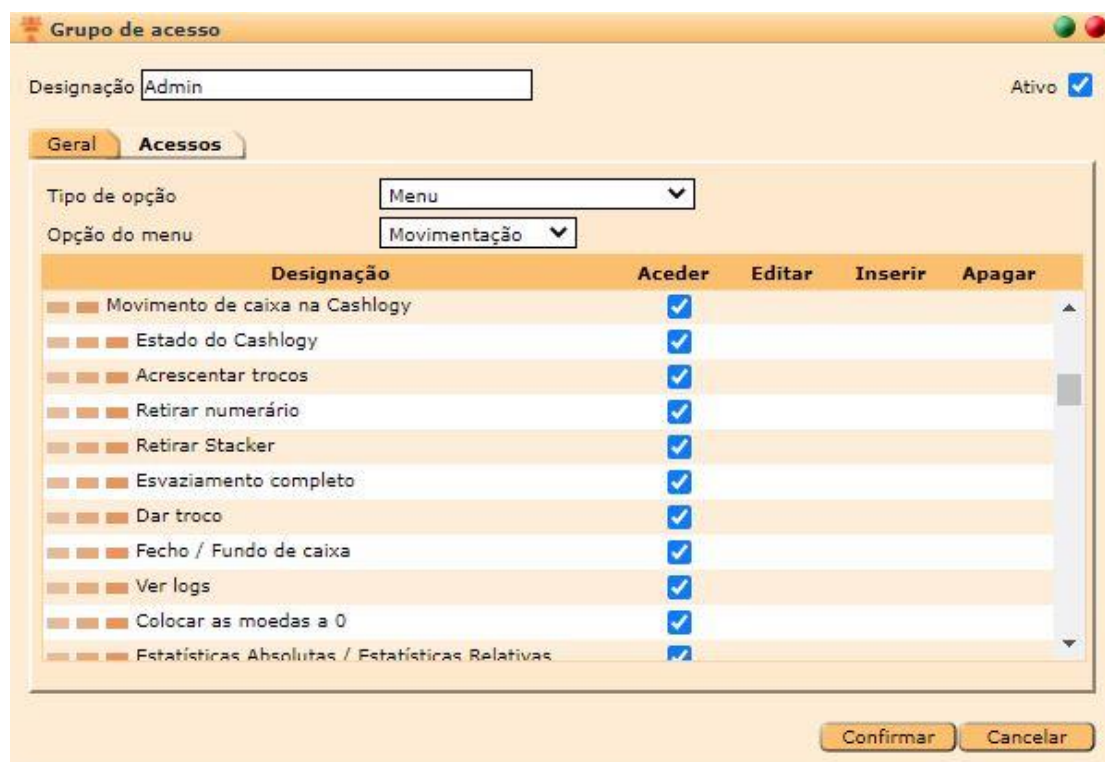 Grupo de acesso
Designação Admin Ativo
Geral Acessos
Tipo de opção Menu
Opção do menu Movimentação
Designação Aceder Editar Inserir Apagar
Movimento de caixa na Cashlogy
Estado do Cashlogy
Acrescentar trocos
Retirar numerário
Retirar Stacker
Esvaziamento completo
Dar troco
Fecho / Fundo de caixa
Ver logs
Colocar as moedas a 0
Estatísticas Absolutas / Estatísticas Relativas
Confirmar Cancelar